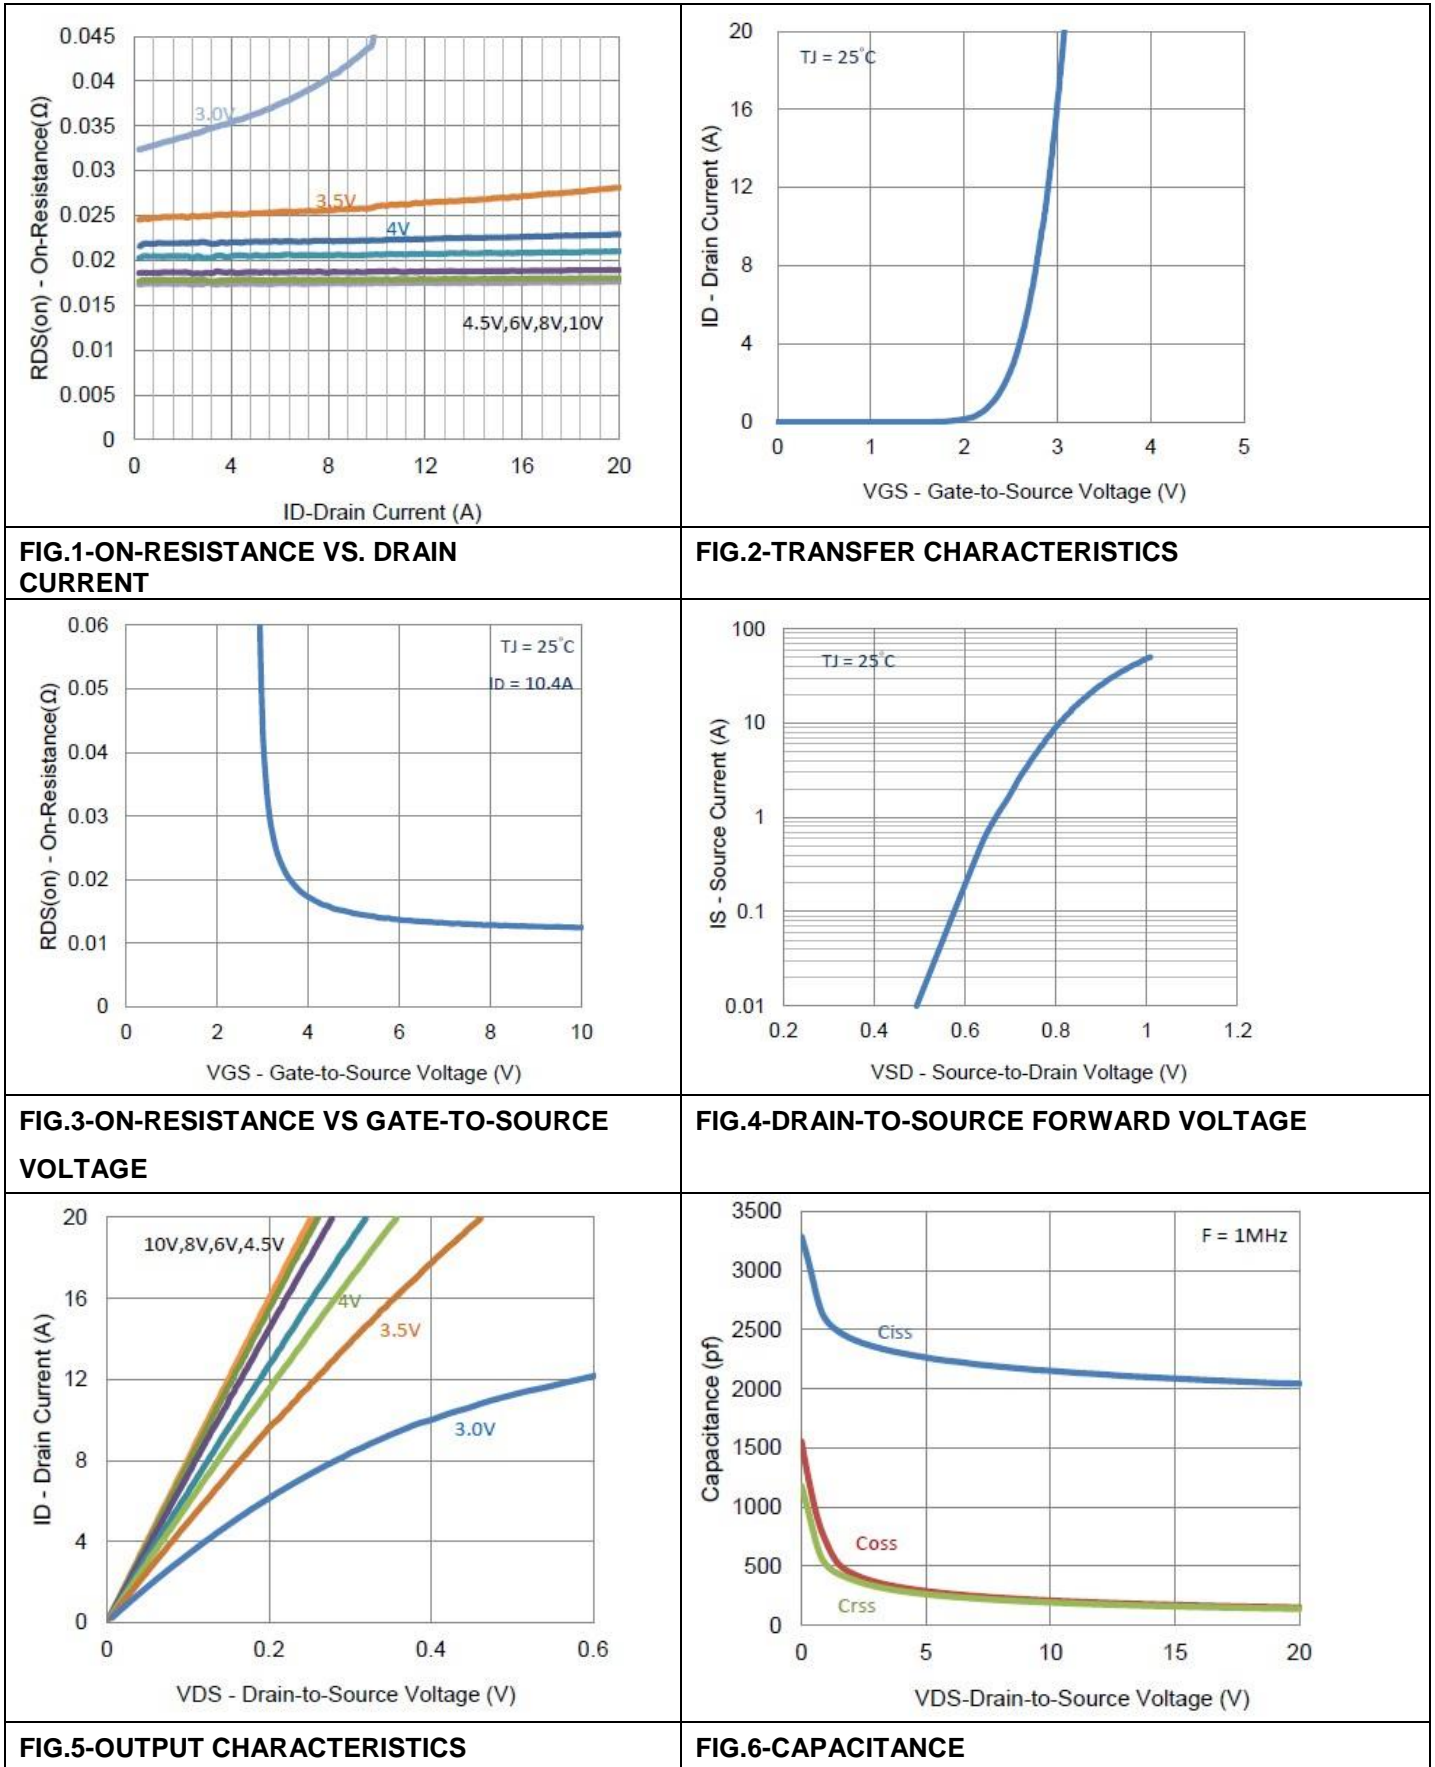 0.045
0.04
0.035
0.03
0.025
0.02
0.015
0.01
0.005
0
RDS(on) - On-Resistance(Ω)
3.0V
3.5V
4V
4.5V,6V,8V,10V
0 4 8 12 16 20
ID-Drain Current (A)
20
16
12
8
4
0
ID - Drain Current (A)
TJ = 25°C
0 1 2 3 4 5
VGS - Gate-to-Source Voltage (V)
FIG.1-ON-RESISTANCE VS. DRAIN
CURRENT
FIG.2-TRANSFER CHARACTERISTICS
0.06
0.05
0.04
0.03
0.02
0.01
0
RDS(on) - On-Resistance(Ω)
TJ = 25°C
ID = 10.4A
0 2 4 6 8 10
VGS - Gate-to-Source Voltage (V)
100
10
1
0.1
0.01
IS - Source Current (A)
TJ = 25°C
0.2 0.4 0.6 0.8 1 1.2
VSD - Source-to-Drain Voltage (V)
FIG.3-ON-RESISTANCE VS GATE-TO-SOURCE
VOLTAGE
FIG.4-DRAIN-TO-SOURCE FORWARD VOLTAGE
20
16
12
8
4
0
ID - Drain Current (A)
10V,8V,6V,4.5V
4V
3.5V
3.0V
0 0.2 0.4 0.6
VDS - Drain-to-Source Voltage (V)
3500
3000
2500
2000
1500
1000
500
0
Capacitance (pf)
F = 1MHz
Ciss
Coss
Crss
0 5 10 15 20
VDS-Drain-to-Source Voltage (V)
FIG.5-OUTPUT CHARACTERISTICS
FIG.6-CAPACITANCE